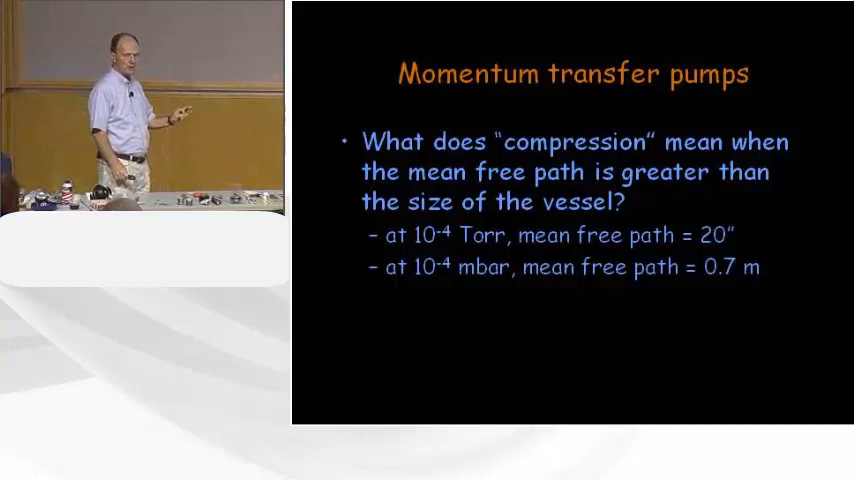 Momentum transfer pumps
• What does “compression” mean when
the mean free path is greater than
the size of the vessel?
– at 10⁻⁴ Torr, mean free path = 20”
– at 10⁻⁴ mbar, mean free path = 0.7 m